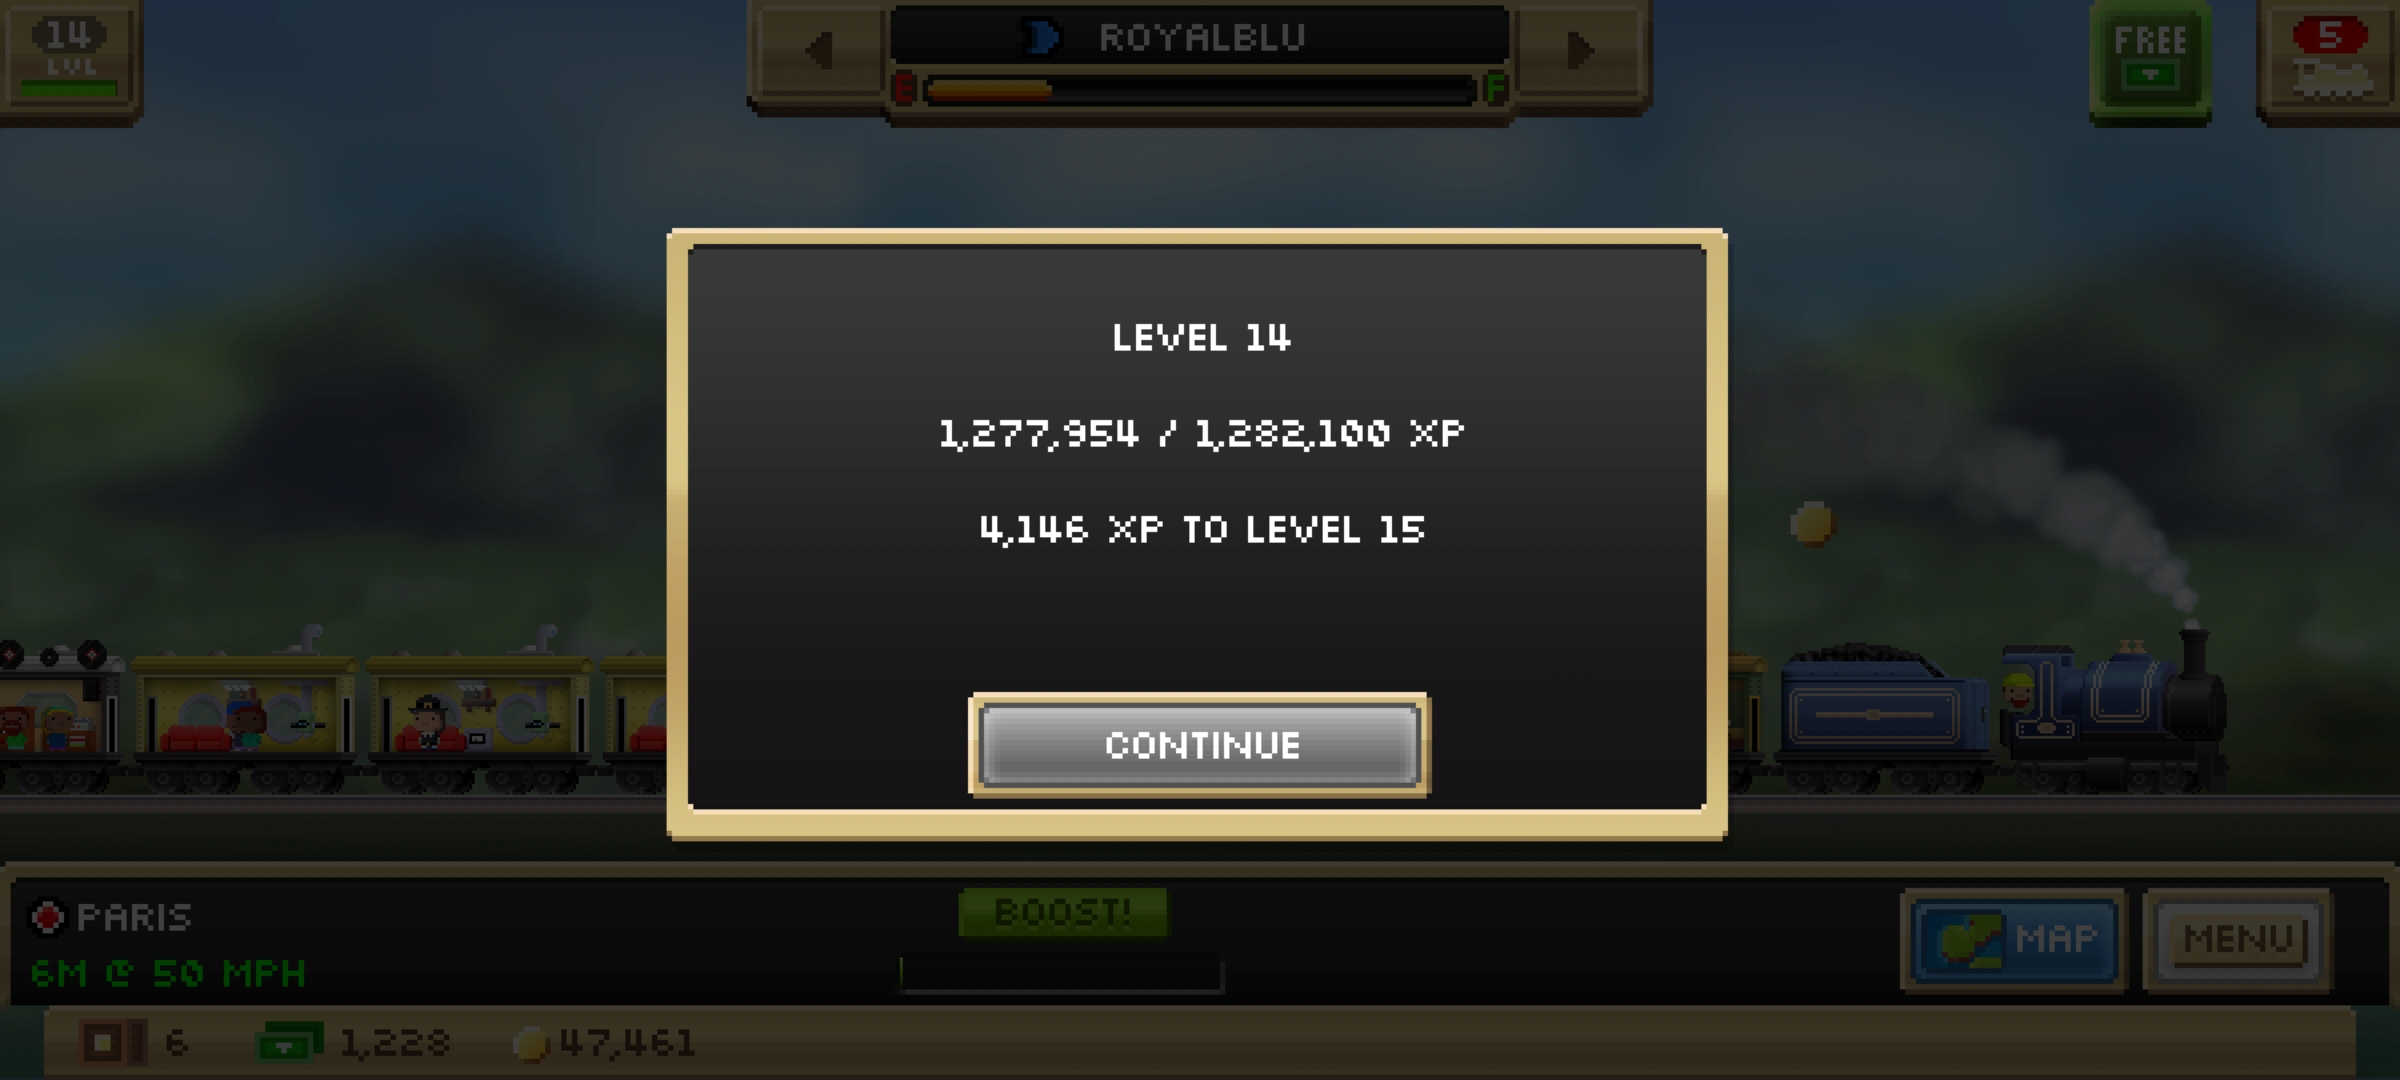 14
LVL
ROYALBLU
E
F
FREE
5
LEVEL 14
1,277,954 / 1,282,100 XP
4,146 XP TO LEVEL 15
CONTINUE
PARIS
6M @ 50 MPH
BOOST!
MAP
MENU
6
1,228
47,461